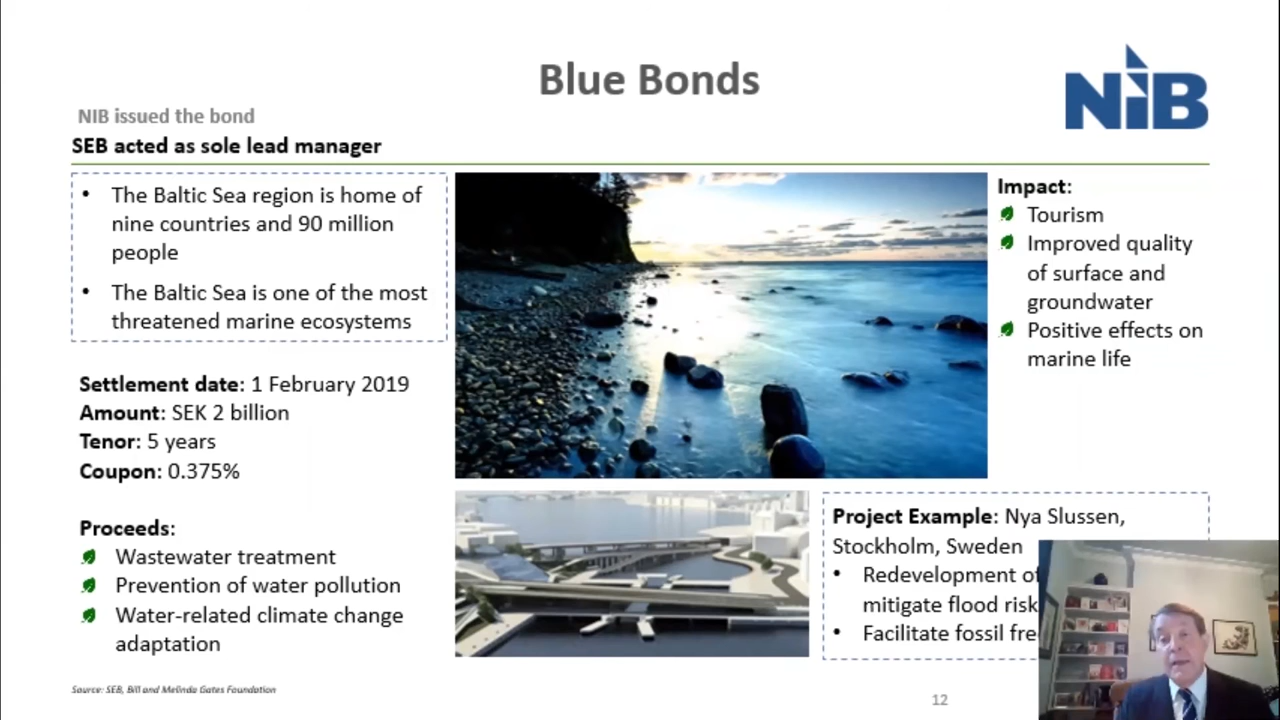 Blue Bonds
NiB
NIB issued the bond
SEB acted as sole lead manager
• The Baltic Sea region is home of
nine countries and 90 million
people
• The Baltic Sea is one of the most
threatened marine ecosystems
Settlement date: 1 February 2019
Amount: SEK 2 billion
Tenor: 5 years
Coupon: 0.375%
Proceeds:
Wastewater treatment
Prevention of water pollution
Water-related climate change
adaptation
Impact:
Tourism
Improved quality
of surface and
groundwater
Positive effects on
marine life
Project Example: Nya Slussen,
Stockholm, Sweden
• Redevelopment of
mitigate flood risk
• Facilitate fossil fre
Source: SEB, Bill and Melinda Gates Foundation
12